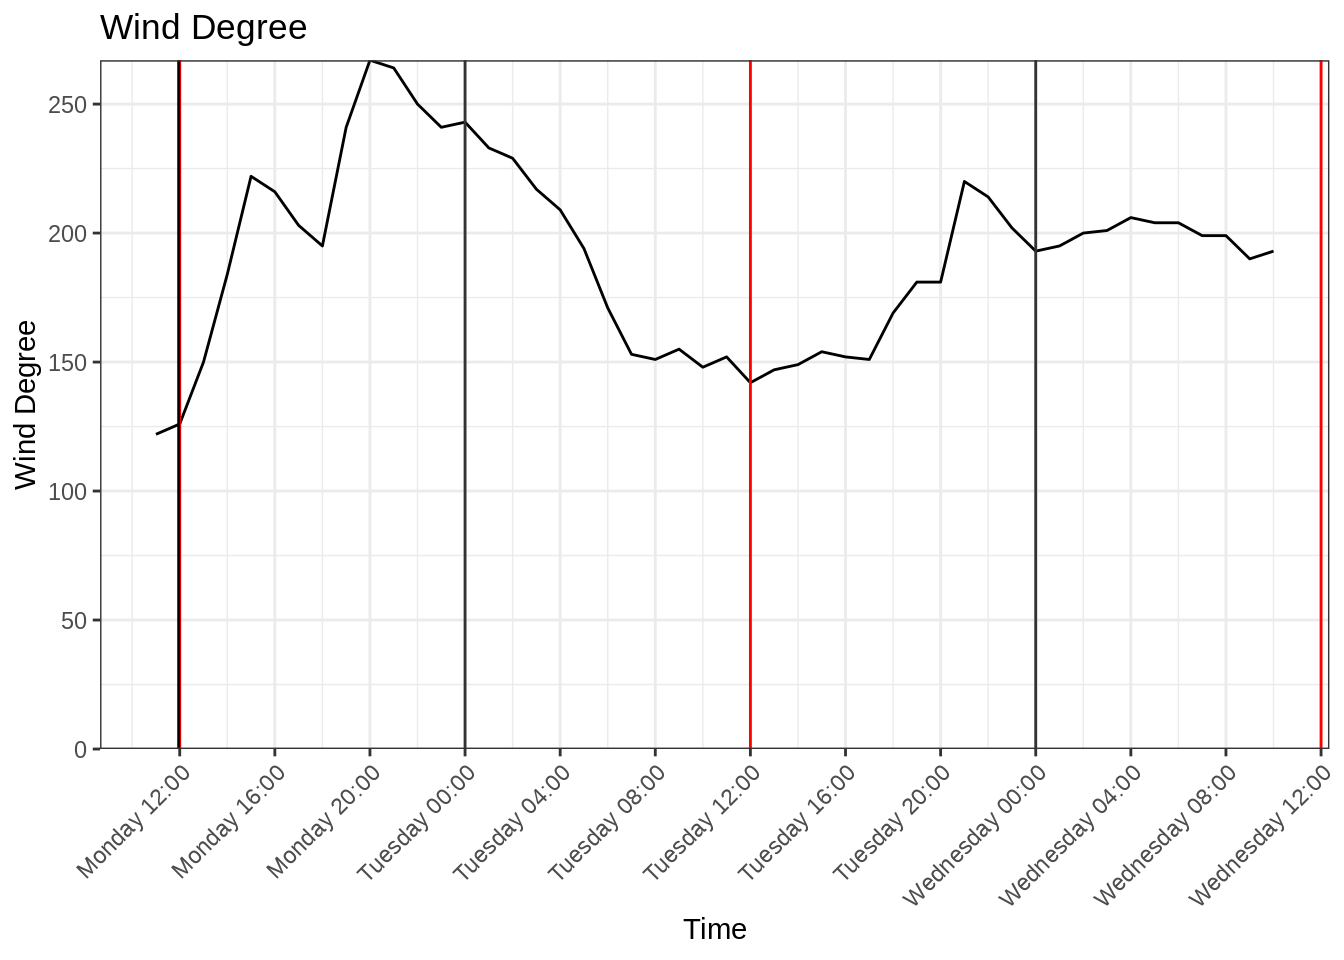 Wind Degree
Wind Degree
250
200
150
100
50
0
Monday 12:00
Monday 16:00
Monday 20:00
Tuesday 00:00
Tuesday 04:00
Tuesday 08:00
Tuesday 12:00
Tuesday 16:00
Tuesday 20:00
Wednesday 00:00
Wednesday 04:00
Wednesday 08:00
Wednesday 12:00
Time